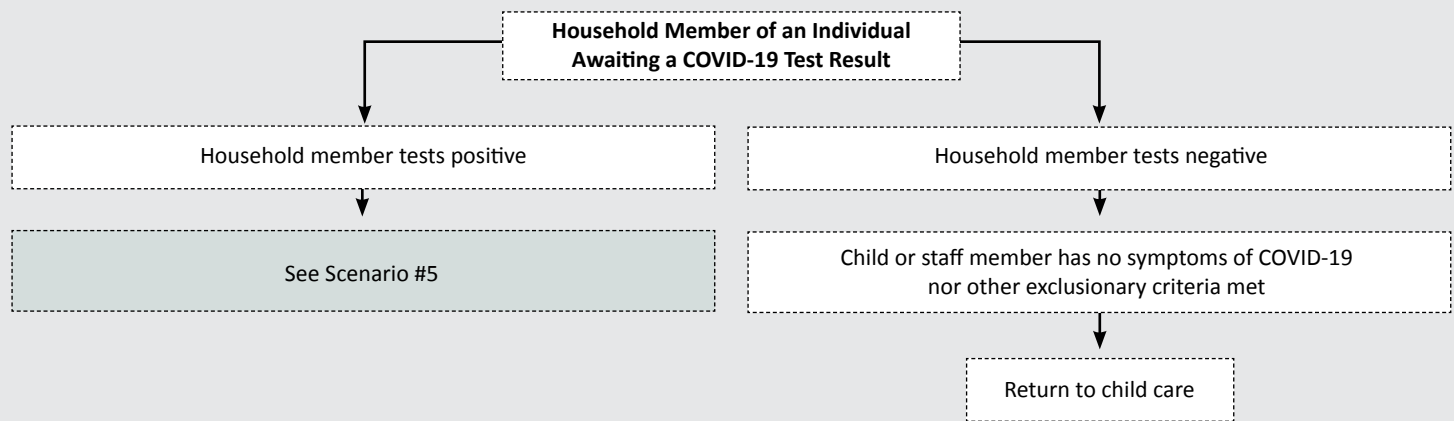 Household Member of an Individual
Awaiting a COVID-19 Test Result
Household member tests positive
Household member tests negative
See Scenario #5
Child or staff member has no symptoms of COVID-19
nor other exclusionary criteria met
Return to child care